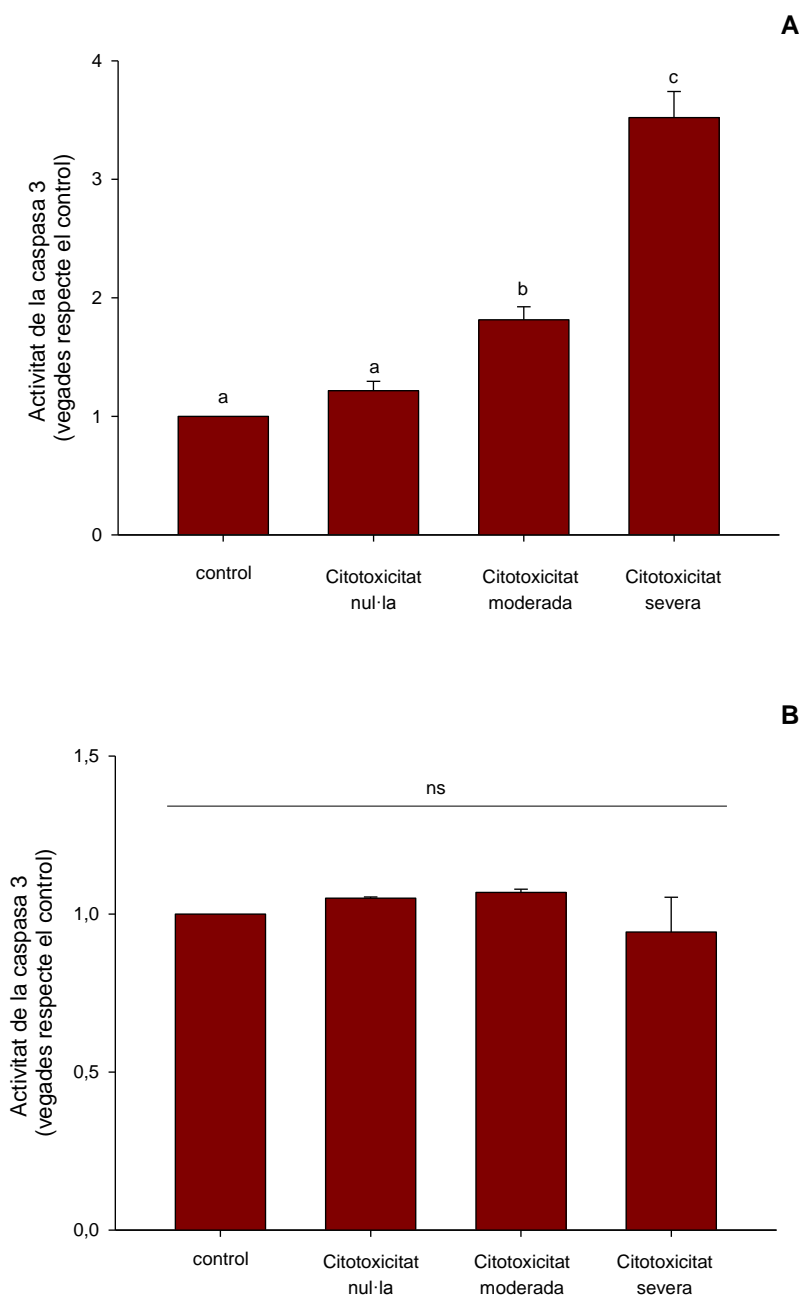 A
Activitat de la caspasa 3
(vegades respecte el control)
4
3
2
1
0
a
a
b
c
control
Citotoxicitat
nul·la
Citotoxicitat
moderada
Citotoxicitat
severa
B
Activitat de la caspasa 3
(vegades respecte el control)
1,5
1,0
0,5
0,0
ns
control
Citotoxicitat
nul·la
Citotoxicitat
moderada
Citotoxicitat
severa